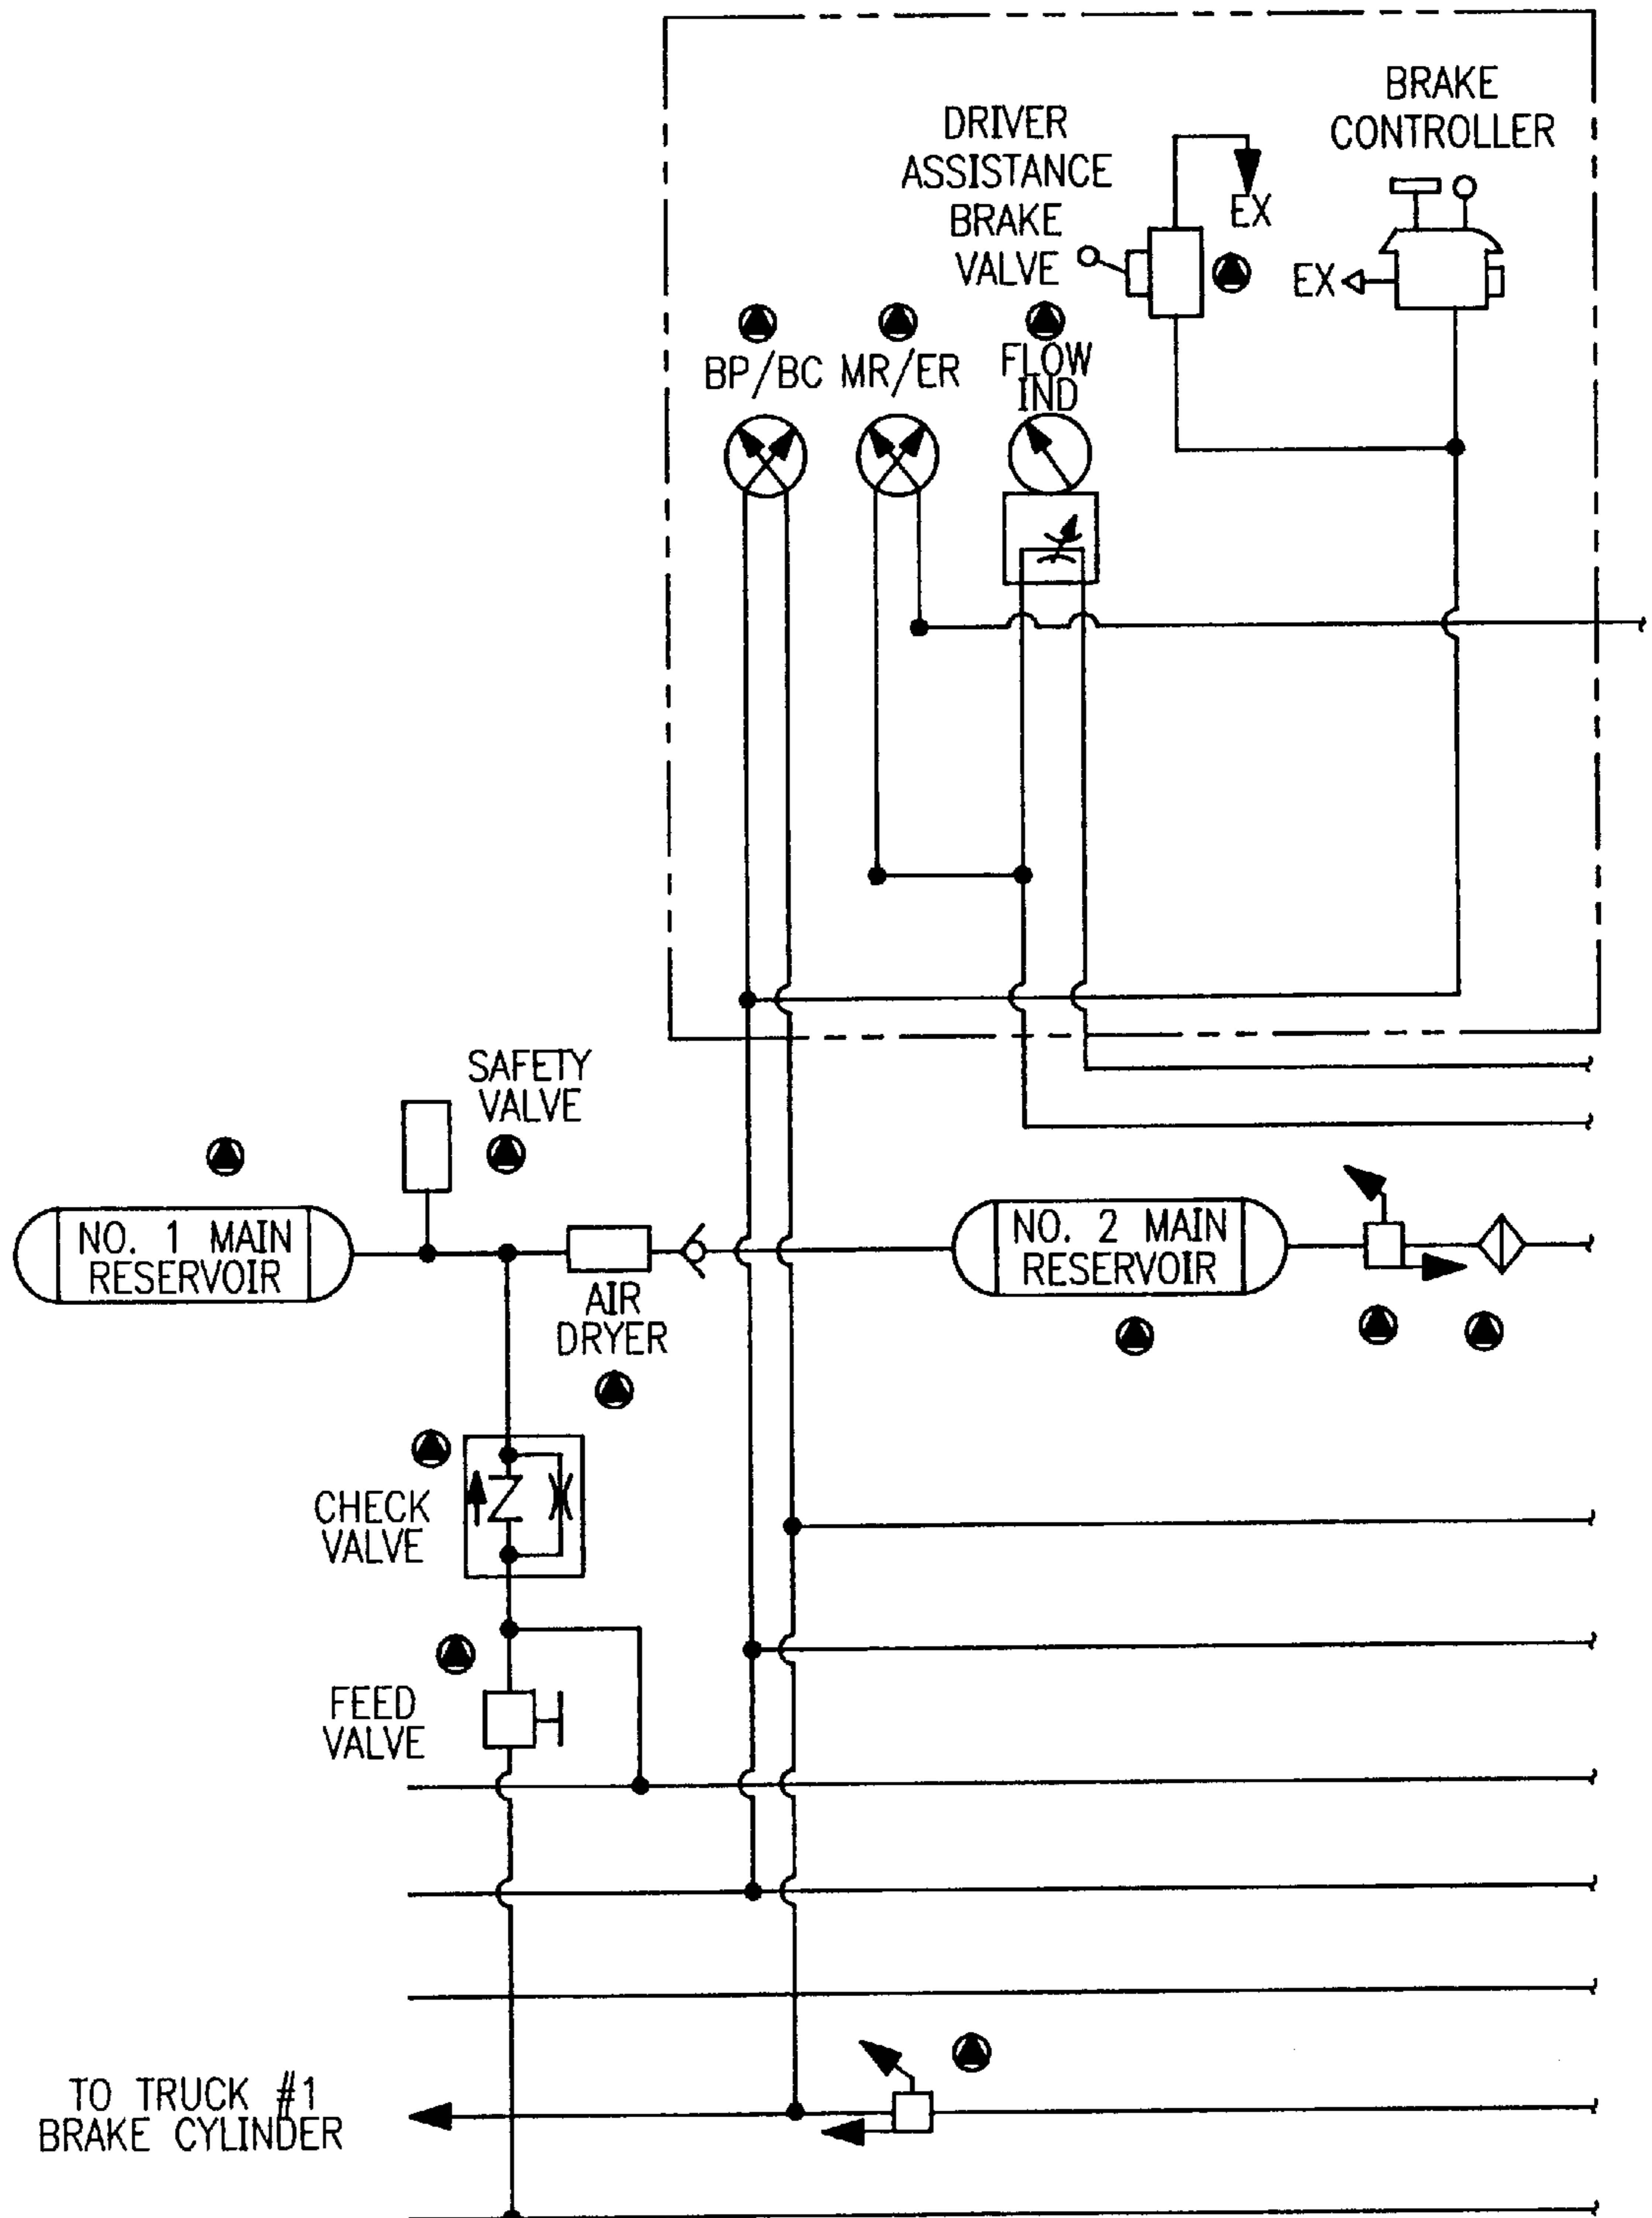 BRAKE
CONTROLLER
DRIVER
ASSISTANCE
BRAKE
VALVE
EX
EX
BP/BC
MR/ER
FLOW
IND
SAFETY
VALVE
NO. 1 MAIN
RESERVOIR
NO. 2 MAIN
RESERVOIR
AIR
DRYER
CHECK
VALVE
FEED
VALVE
TO TRUCK #1
BRAKE CYLINDER